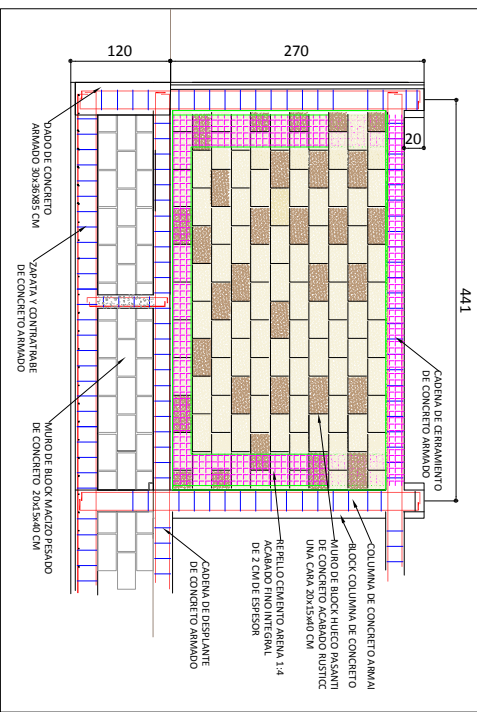 120
270
20
441
CADENA DE CERRAMIENTO
DE CONCRETO ARMADO
COLUMNA DE CONCRETO ARMAI
BLOCK COLUMNA DE CONCRETO
MURO DE BLOCK HUECO PASANTI
DE CONCRETO ACABADO RUSTICC
UNA CARA 20x15x40 CM
REPELLO CEMENTO ARENA 1:4
ACABADO FINO INTEGRAL
DE 2 CM DE ESPESOR
CADENA DE DESPLANTE
DE CONCRETO ARMADO
MURO DE BLOCK MACIZO PESADO
DE CONCRETO 20x15x40 CM
ZAPATA Y CONTRATRABE
DE CONCRETO ARMADO
DADO DE CONCRETO
ARMADO 30X36X85 CM